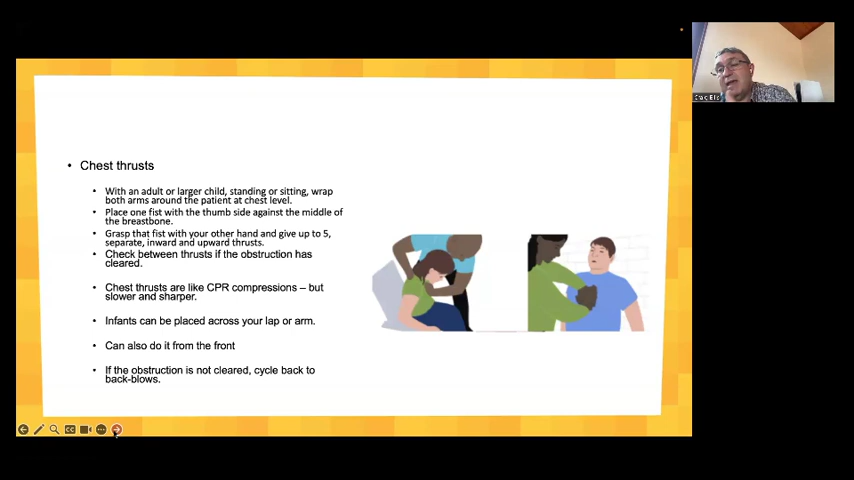 • Chest thrusts
• With an adult or larger child, standing or sitting, wrap
both arms around the patient at chest level.
• Place one fist with the thumb side against the middle of
the breastbone.
• Grasp that fist with your other hand and give up to 5,
separate, inward and upward thrusts.
• Check between thrusts if the obstruction has
cleared.
• Chest thrusts are like CPR compressions – but
slower and sharper.
• Infants can be placed across your lap or arm.
• Can also do it from the front
• If the obstruction is not cleared, cycle back to
back-blows.
CC